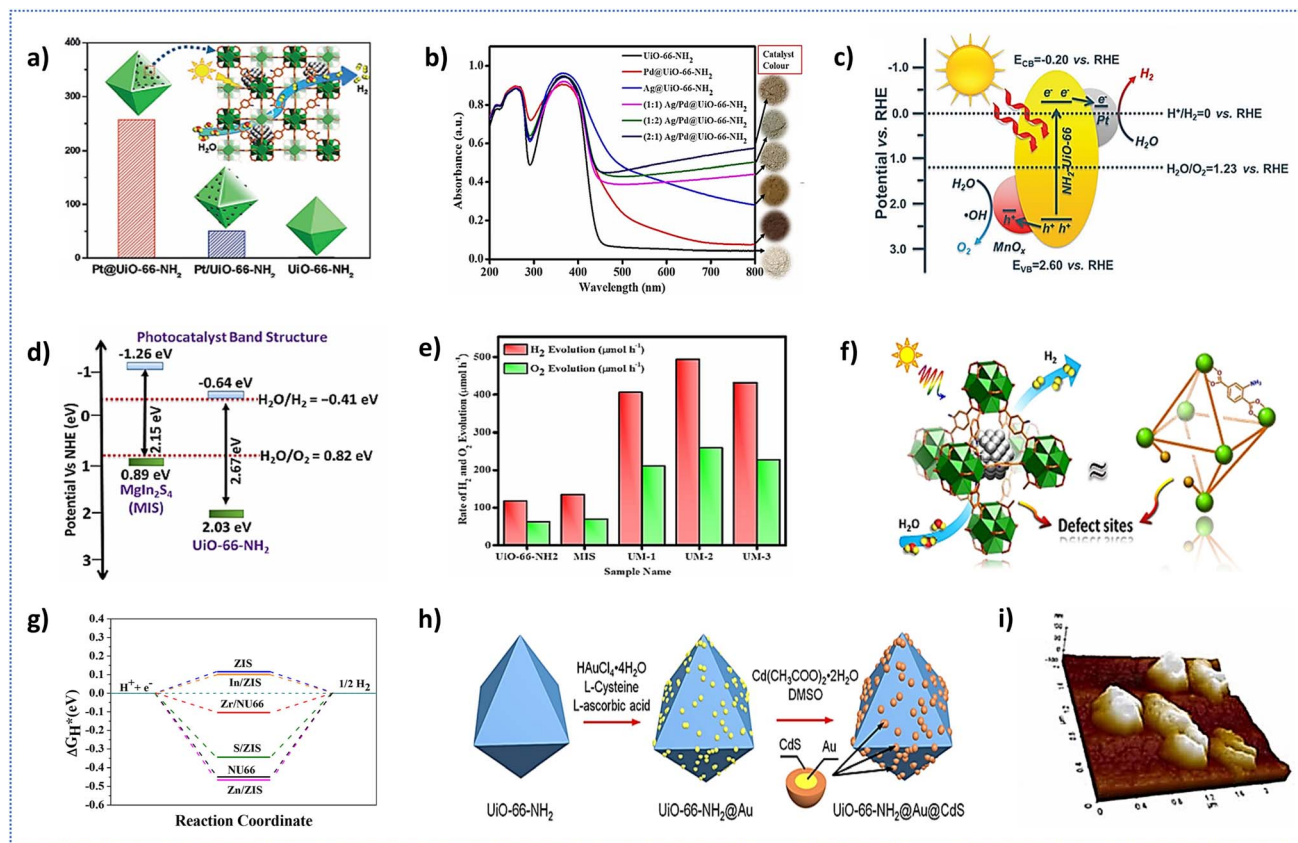 a)
400
350
300
250
200
150
100
50
0
H₂
H₂O
Pt@UiO-66-NH₂
Pt/UiO-66-NH₂
UiO-66-NH₂
b)
Absorbance (a.u.)
1.0
0.8
0.6
0.4
0.2
0.0
UiO-66-NH₂
Pd@UiO-66-NH₂
Ag@UiO-66-NH₂
(1:1) Ag/Pd@UiO-66-NH₂
(1:2) Ag/Pd@UiO-66-NH₂
(2:1) Ag/Pd@UiO-66-NH₂
Catalyst
Colour
200 300 400 500 600 700 800
Wavelength (nm)
c)
Potential vs. RHE
-1.0
0.0
1.0
2.0
3.0
E_CB=-0.20 vs. RHE
H₂
e⁻ e⁻
e⁻
Pt
H⁺/H₂=0 vs. RHE
H₂O
NH₂-UiO-66
H₂O/O₂=1.23 vs. RHE
H₂O
•OH
O₂
h⁺
h⁺ h⁺
MnOₓ
E_VB=2.60 vs. RHE
d)
Photocatalyst Band Structure
Potential Vs NHE (eV)
-1
0
1
2
3
-1.26 eV
-0.64 eV
H₂O/H₂ = −0.41 eV
2.15 eV
2.67 eV
H₂O/O₂ = 0.82 eV
0.89 eV
MgIn₂S₄
(MIS)
2.03 eV
UiO-66-NH₂
e)
Rate of H₂ and O₂ Evolution (μmol h⁻¹)
500
400
300
200
100
0
H₂ Evolution (μmol h⁻¹)
O₂ Evolution (μmol h⁻¹)
UiO-66-NH2 MIS UM-1 UM-2 UM-3
Sample Name
f)
H₂
H₂O
≈
NH₂
Defect sites
g)
ΔG_H*(eV)
0.4
0.3
0.2
0.1
0.0
-0.1
-0.2
-0.3
-0.4
-0.5
-0.6
H⁺ + e⁻
ZIS
In/ZIS
Zr/NU66
S/ZIS
NU66
Zn/ZIS
1/2 H₂
Reaction Coordinate
h)
HAuCl₄•4H₂O
L-Cysteine
L-ascorbic acid
Cd(CH₃COO)₂•2H₂O
DMSO
CdS
Au
UiO-66-NH₂
UiO-66-NH₂@Au
UiO-66-NH₂@Au@CdS
i)